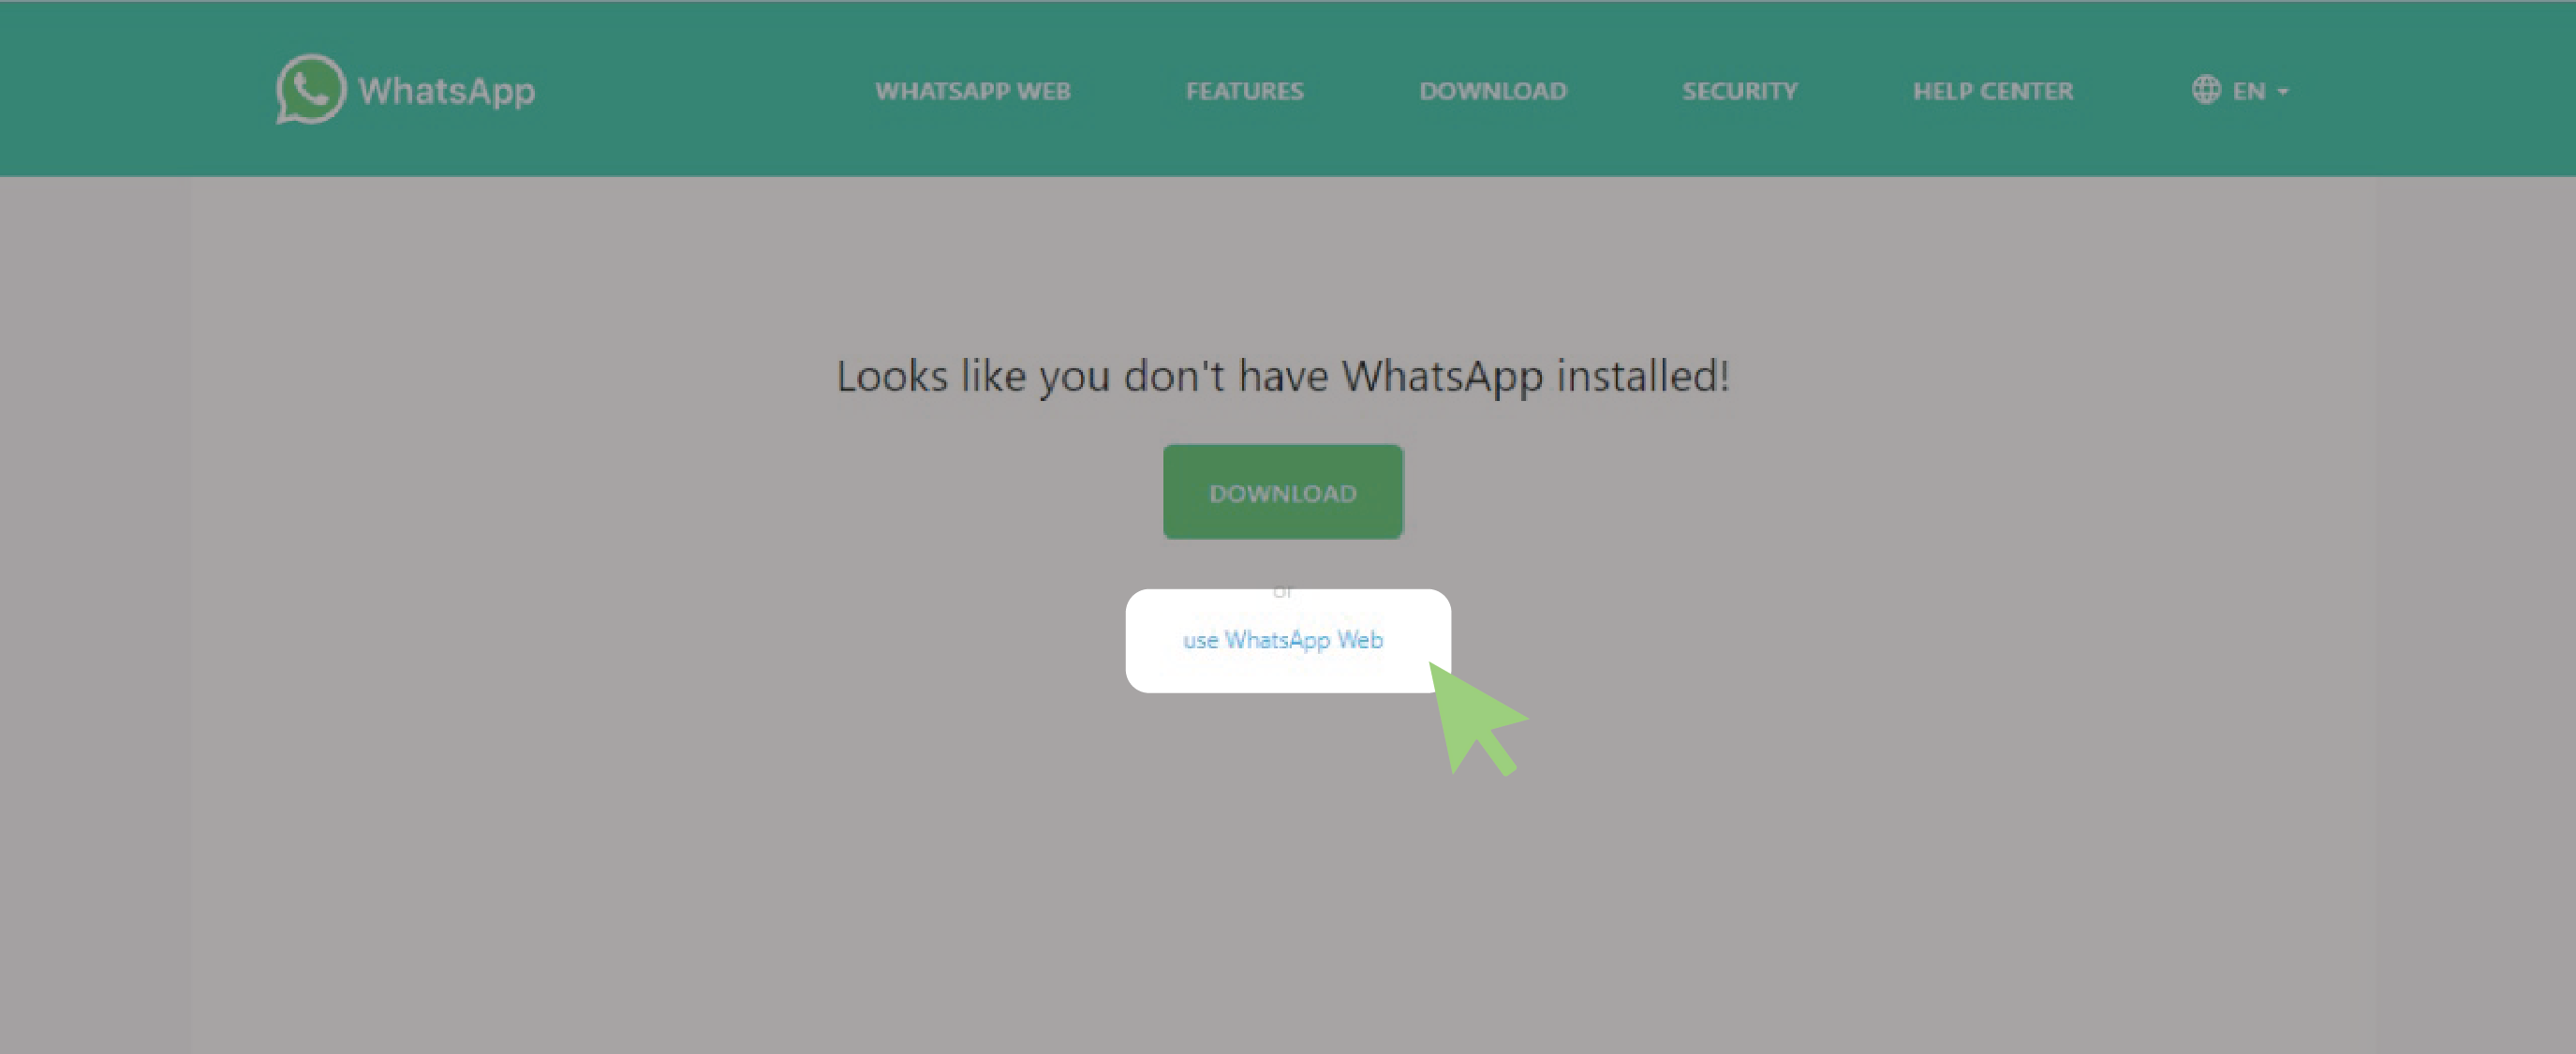 WhatsApp
WHATSAPP WEB FEATURES DOWNLOAD SECURITY HELP CENTER EN
Looks like you don't have WhatsApp installed!
DOWNLOAD
or
use WhatsApp Web